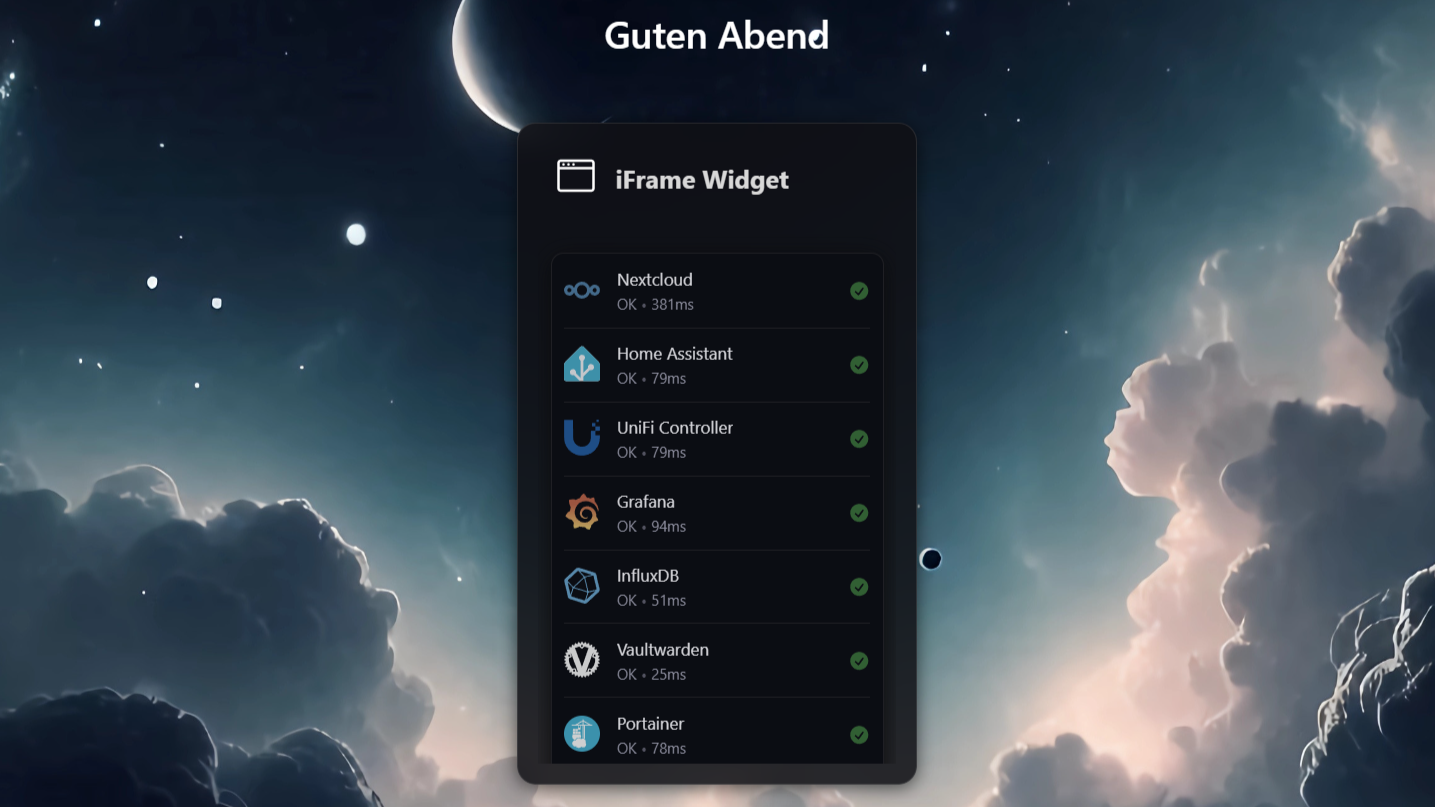 Guten Abend
iFrame Widget
Nextcloud
OK • 381ms
Home Assistant
OK • 79ms
UniFi Controller
OK • 79ms
Grafana
OK • 94ms
InfluxDB
OK • 51ms
Vaultwarden
OK • 25ms
Portainer
OK • 78ms